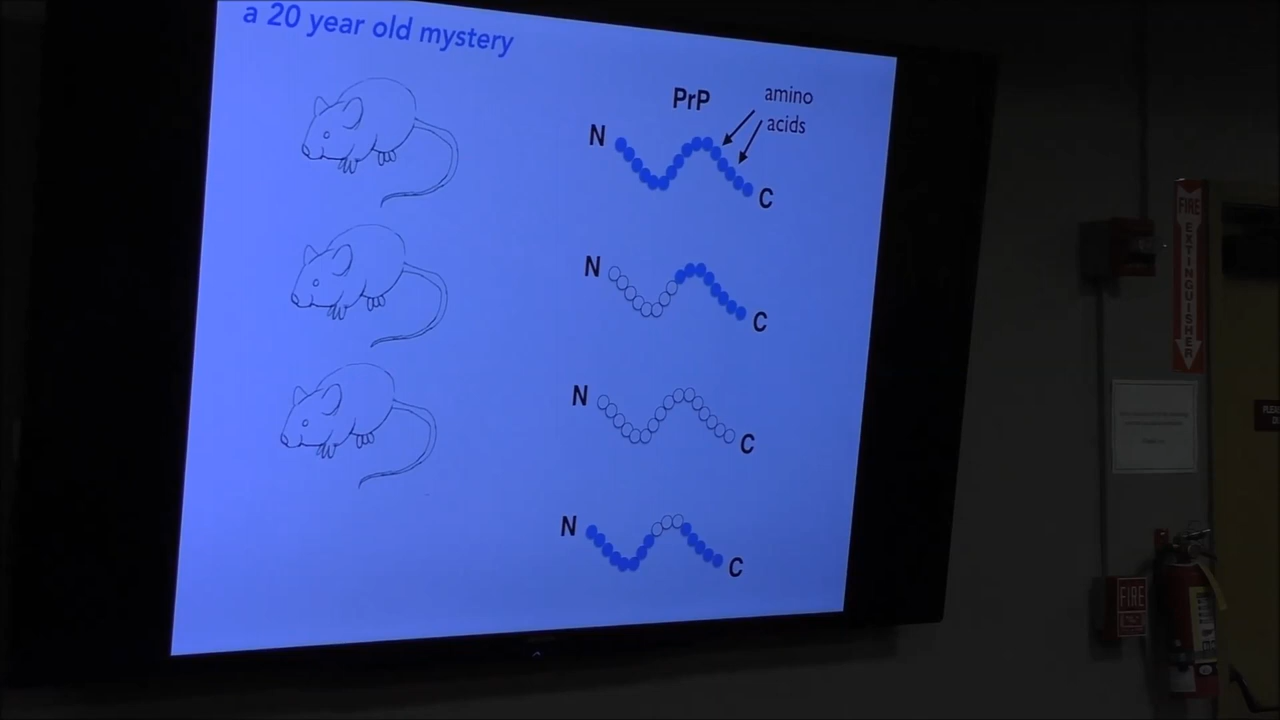 a 20 year old mystery
PrP
amino
acids
N
C
N
C
N
C
N
C
FIRE
EXTINGUISHER
FIRE